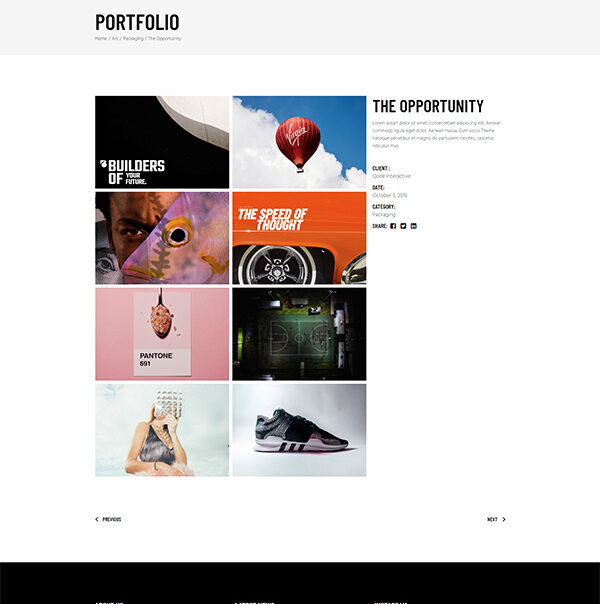 PORTFOLIO
Home / Art / Packaging / The Opportunity
BUILDERS
OF YOUR
FUTURE.
Virgin
THE OPPORTUNITY
Lorem ipsum dolor sit amet, consectetuer adipiscing elit. Aenean
commodo ligula eget dolor. Aenean massa. Cum sociis Theme
natoque penatibus et magnis dis parturient montes, nascetur
ridiculus mus.
CLIENT :
Qode Interactive
DATE:
October 3, 2019
CATEGORY:
Packaging
SHARE:
THE SPEED OF
THOUGHT
PANTONE
691
PREVIOUS
NEXT